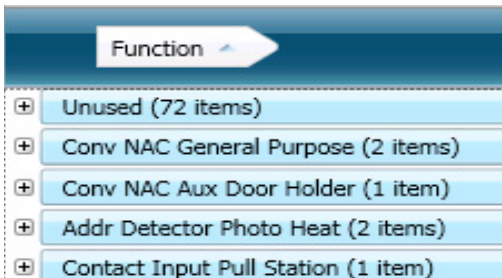 Function
Unused (72 items)
Conv NAC General Purpose (2 items)
Conv NAC Aux Door Holder (1 item)
Addr Detector Photo Heat (2 items)
Contact Input Pull Station (1 item)